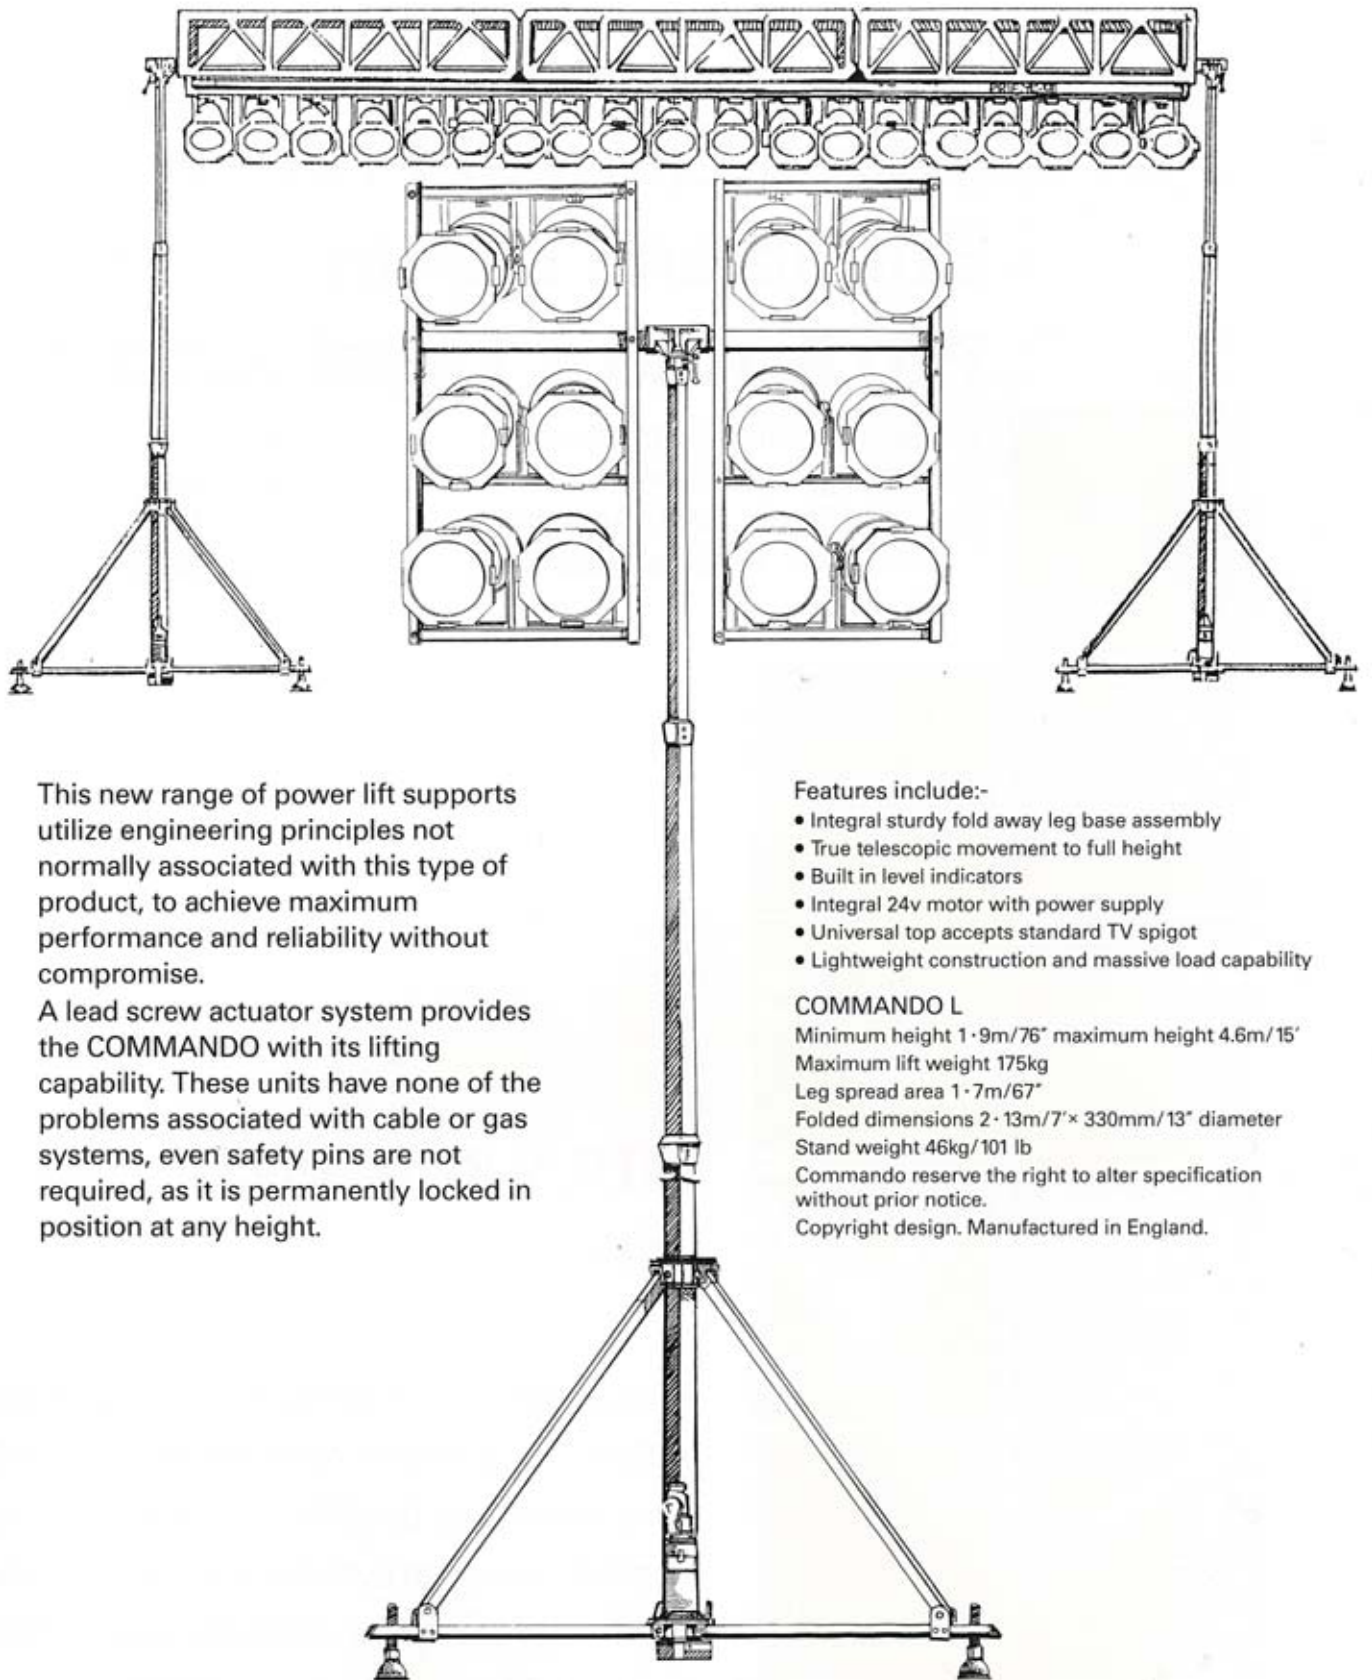 This new range of power lift supports
utilize engineering principles not
normally associated with this type of
product, to achieve maximum
performance and reliability without
compromise.
A lead screw actuator system provides
the COMMANDO with its lifting
capability. These units have none of the
problems associated with cable or gas
systems, even safety pins are not
required, as it is permanently locked in
position at any height.
Features include:-
• Integral sturdy fold away leg base assembly
• True telescopic movement to full height
• Built in level indicators
• Integral 24v motor with power supply
• Universal top accepts standard TV spigot
• Lightweight construction and massive load capability
COMMANDO L
Minimum height 1·9m/76″ maximum height 4.6m/15′
Maximum lift weight 175kg
Leg spread area 1·7m/67″
Folded dimensions 2·13m/7′× 330mm/13″ diameter
Stand weight 46kg/101 lb
Commando reserve the right to alter specification
without prior notice.
Copyright design. Manufactured in England.